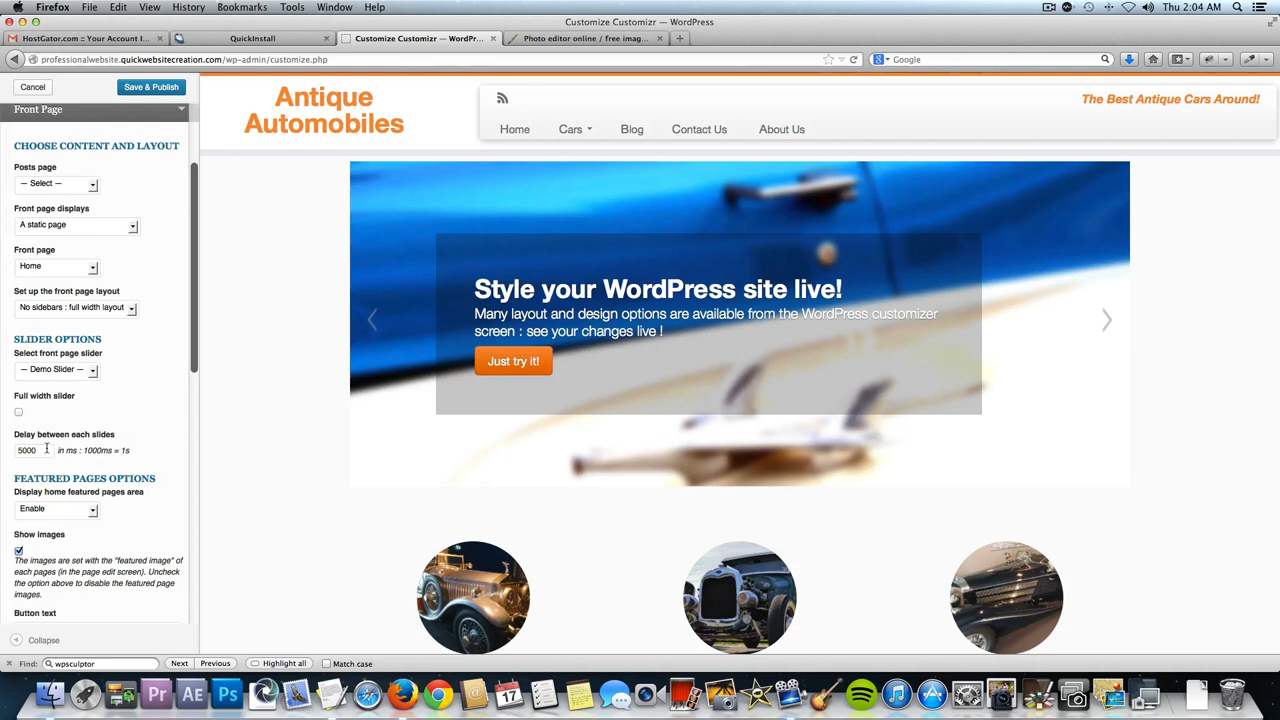 Firefox File Edit View History Bookmarks Tools Window Help
Thu 2:04 AM
Customize Customizr — WordPress
HostGator.com :: Your Account I...
QuickInstall
Customize Customizr — WordPr...
Photo editor online / free imag...
professionalwebsite.quickwebsitecreation.com/wp-admin/customize.php
Google
Cancel
Save & Publish
Front Page
CHOOSE CONTENT AND LAYOUT
Posts page
— Select —
Front page displays
A static page
Front page
Home
Set up the front page layout
No sidebars : full width layout
SLIDER OPTIONS
Select front page slider
— Demo Slider —
Full width slider
Delay between each slides
5000
in ms : 1000ms = 1s
FEATURED PAGES OPTIONS
Display home featured pages area
Enable
Show images
The images are set with the "featured image" of
each pages (in the page edit screen). Uncheck
the option above to disable the featured page
images.
Button text
Collapse
Antique
Automobiles
The Best Antique Cars Around!
Home
Cars
Blog
Contact Us
About Us
Style your WordPress site live!
Many layout and design options are available from the WordPress customizer
screen : see your changes live !
Just try it!
Find: wpsculptor
Next
Previous
Highlight all
Match case
Pr
Ae
Ps
17